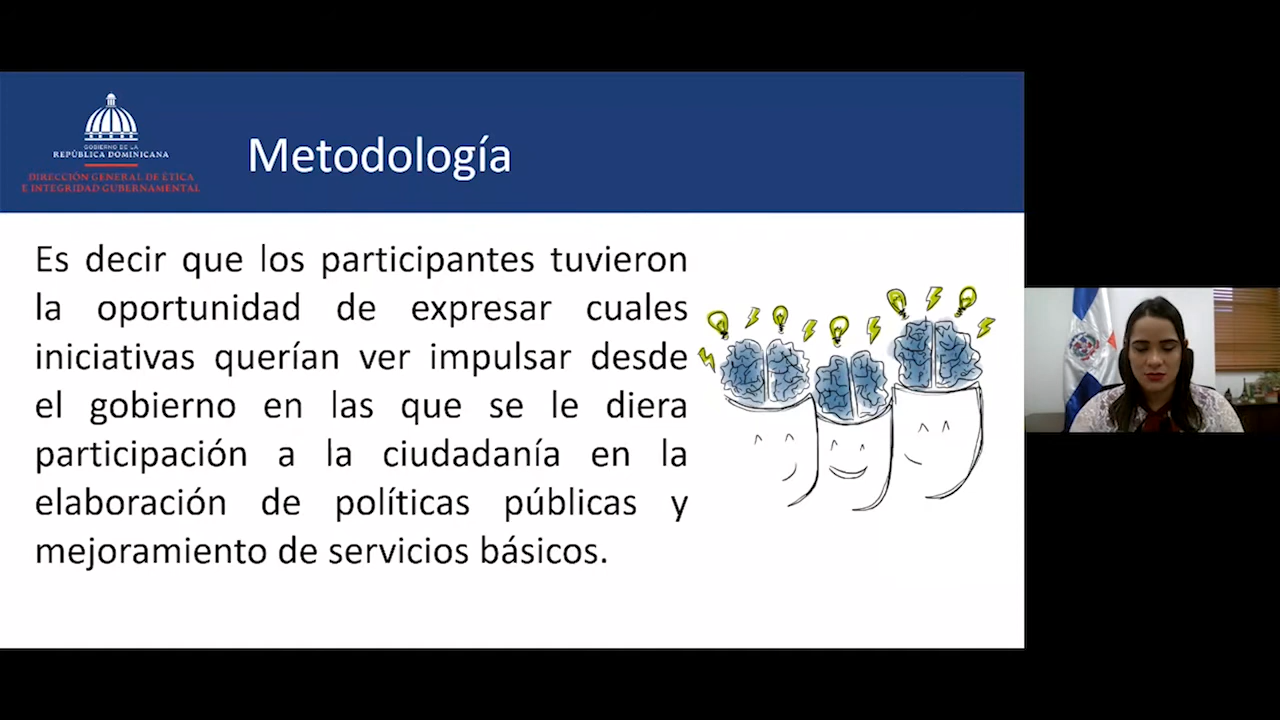 GOBIERNO DE LA
REPÚBLICA DOMINICANA
DIRECCIÓN GENERAL DE ÉTICA
E INTEGRIDAD GUBERNAMENTAL
Metodología
Es decir que los participantes tuvieron
la oportunidad de expresar cuales
iniciativas querían ver impulsar desde
el gobierno en las que se le diera
participación a la ciudadanía en la
elaboración de políticas públicas y
mejoramiento de servicios básicos.